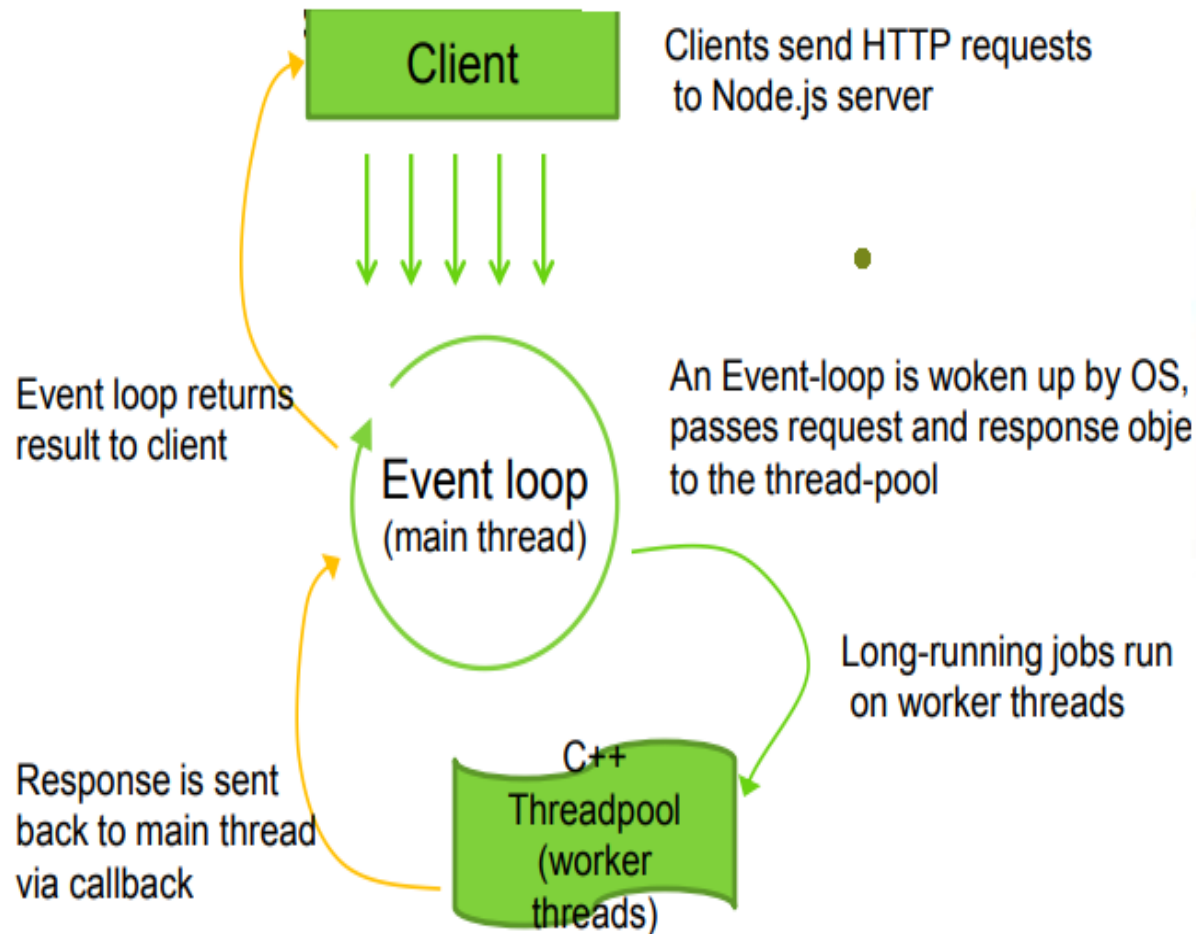 Client
Clients send HTTP requests
to Node.js server
Event loop returns
result to client
An Event-loop is woken up by OS,
passes request and response obje
to the thread-pool
Event loop
(main thread)
Long-running jobs run
on worker threads
Response is sent
back to main thread
via callback
C++
Threadpool
(worker
threads)